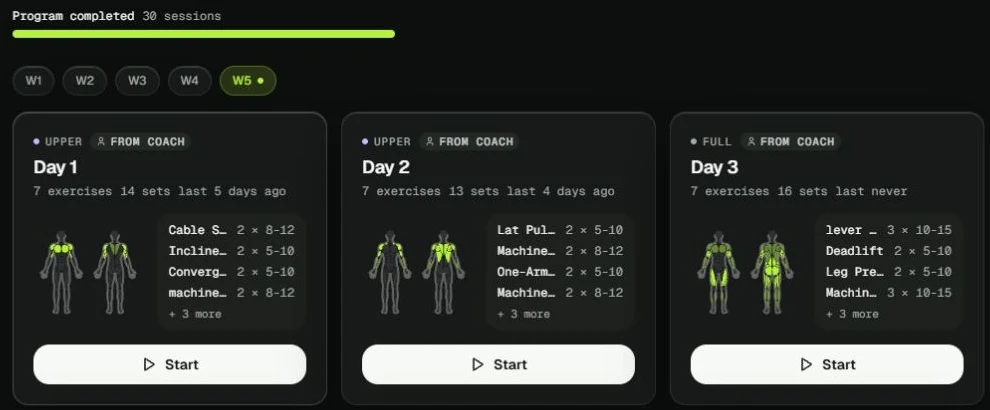 Program completed 30 sessions
W1 W2 W3 W4 W5
UPPER FROM COACH
Day 1
7 exercises 14 sets last 5 days ago
Cable S… 2 × 8-12
Incline… 2 × 5-10
Converg… 2 × 5-10
machine… 2 × 8-12
+ 3 more
Start
UPPER FROM COACH
Day 2
7 exercises 13 sets last 4 days ago
Lat Pul… 2 × 5-10
Machine… 2 × 8-12
One-Arm… 2 × 5-10
Machine… 2 × 8-12
+ 3 more
Start
FULL FROM COACH
Day 3
7 exercises 16 sets last never
lever … 3 × 10-15
Deadlift 2 × 5-10
Leg Pre… 2 × 5-10
Machin… 3 × 10-15
+ 3 more
Start